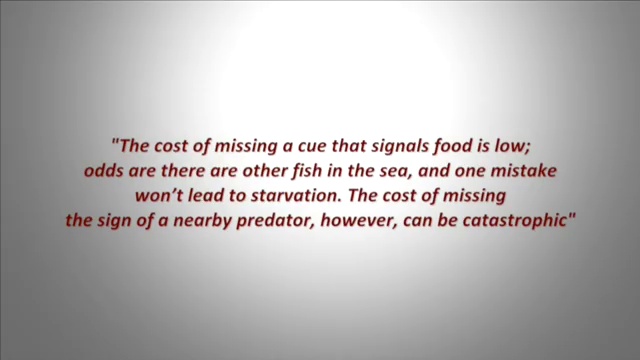 "The cost of missing a cue that signals food is low;
odds are there are other fish in the sea, and one mistake
won’t lead to starvation. The cost of missing
the sign of a nearby predator, however, can be catastrophic"